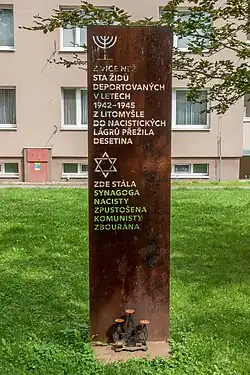 Z VÍCE NEŽ
STA ŽIDŮ
DEPORTOVANÝCH
V LETECH
1942–1945
Z LITOMYŠLE
DO NACISTICKÝCH
LÁGRŮ PŘEŽILA
DESETINA
ZDE STÁLA
SYNAGOGA
NACISTY
ZPUSTOŠENA
KOMUNISTY
ZBOURÁNA